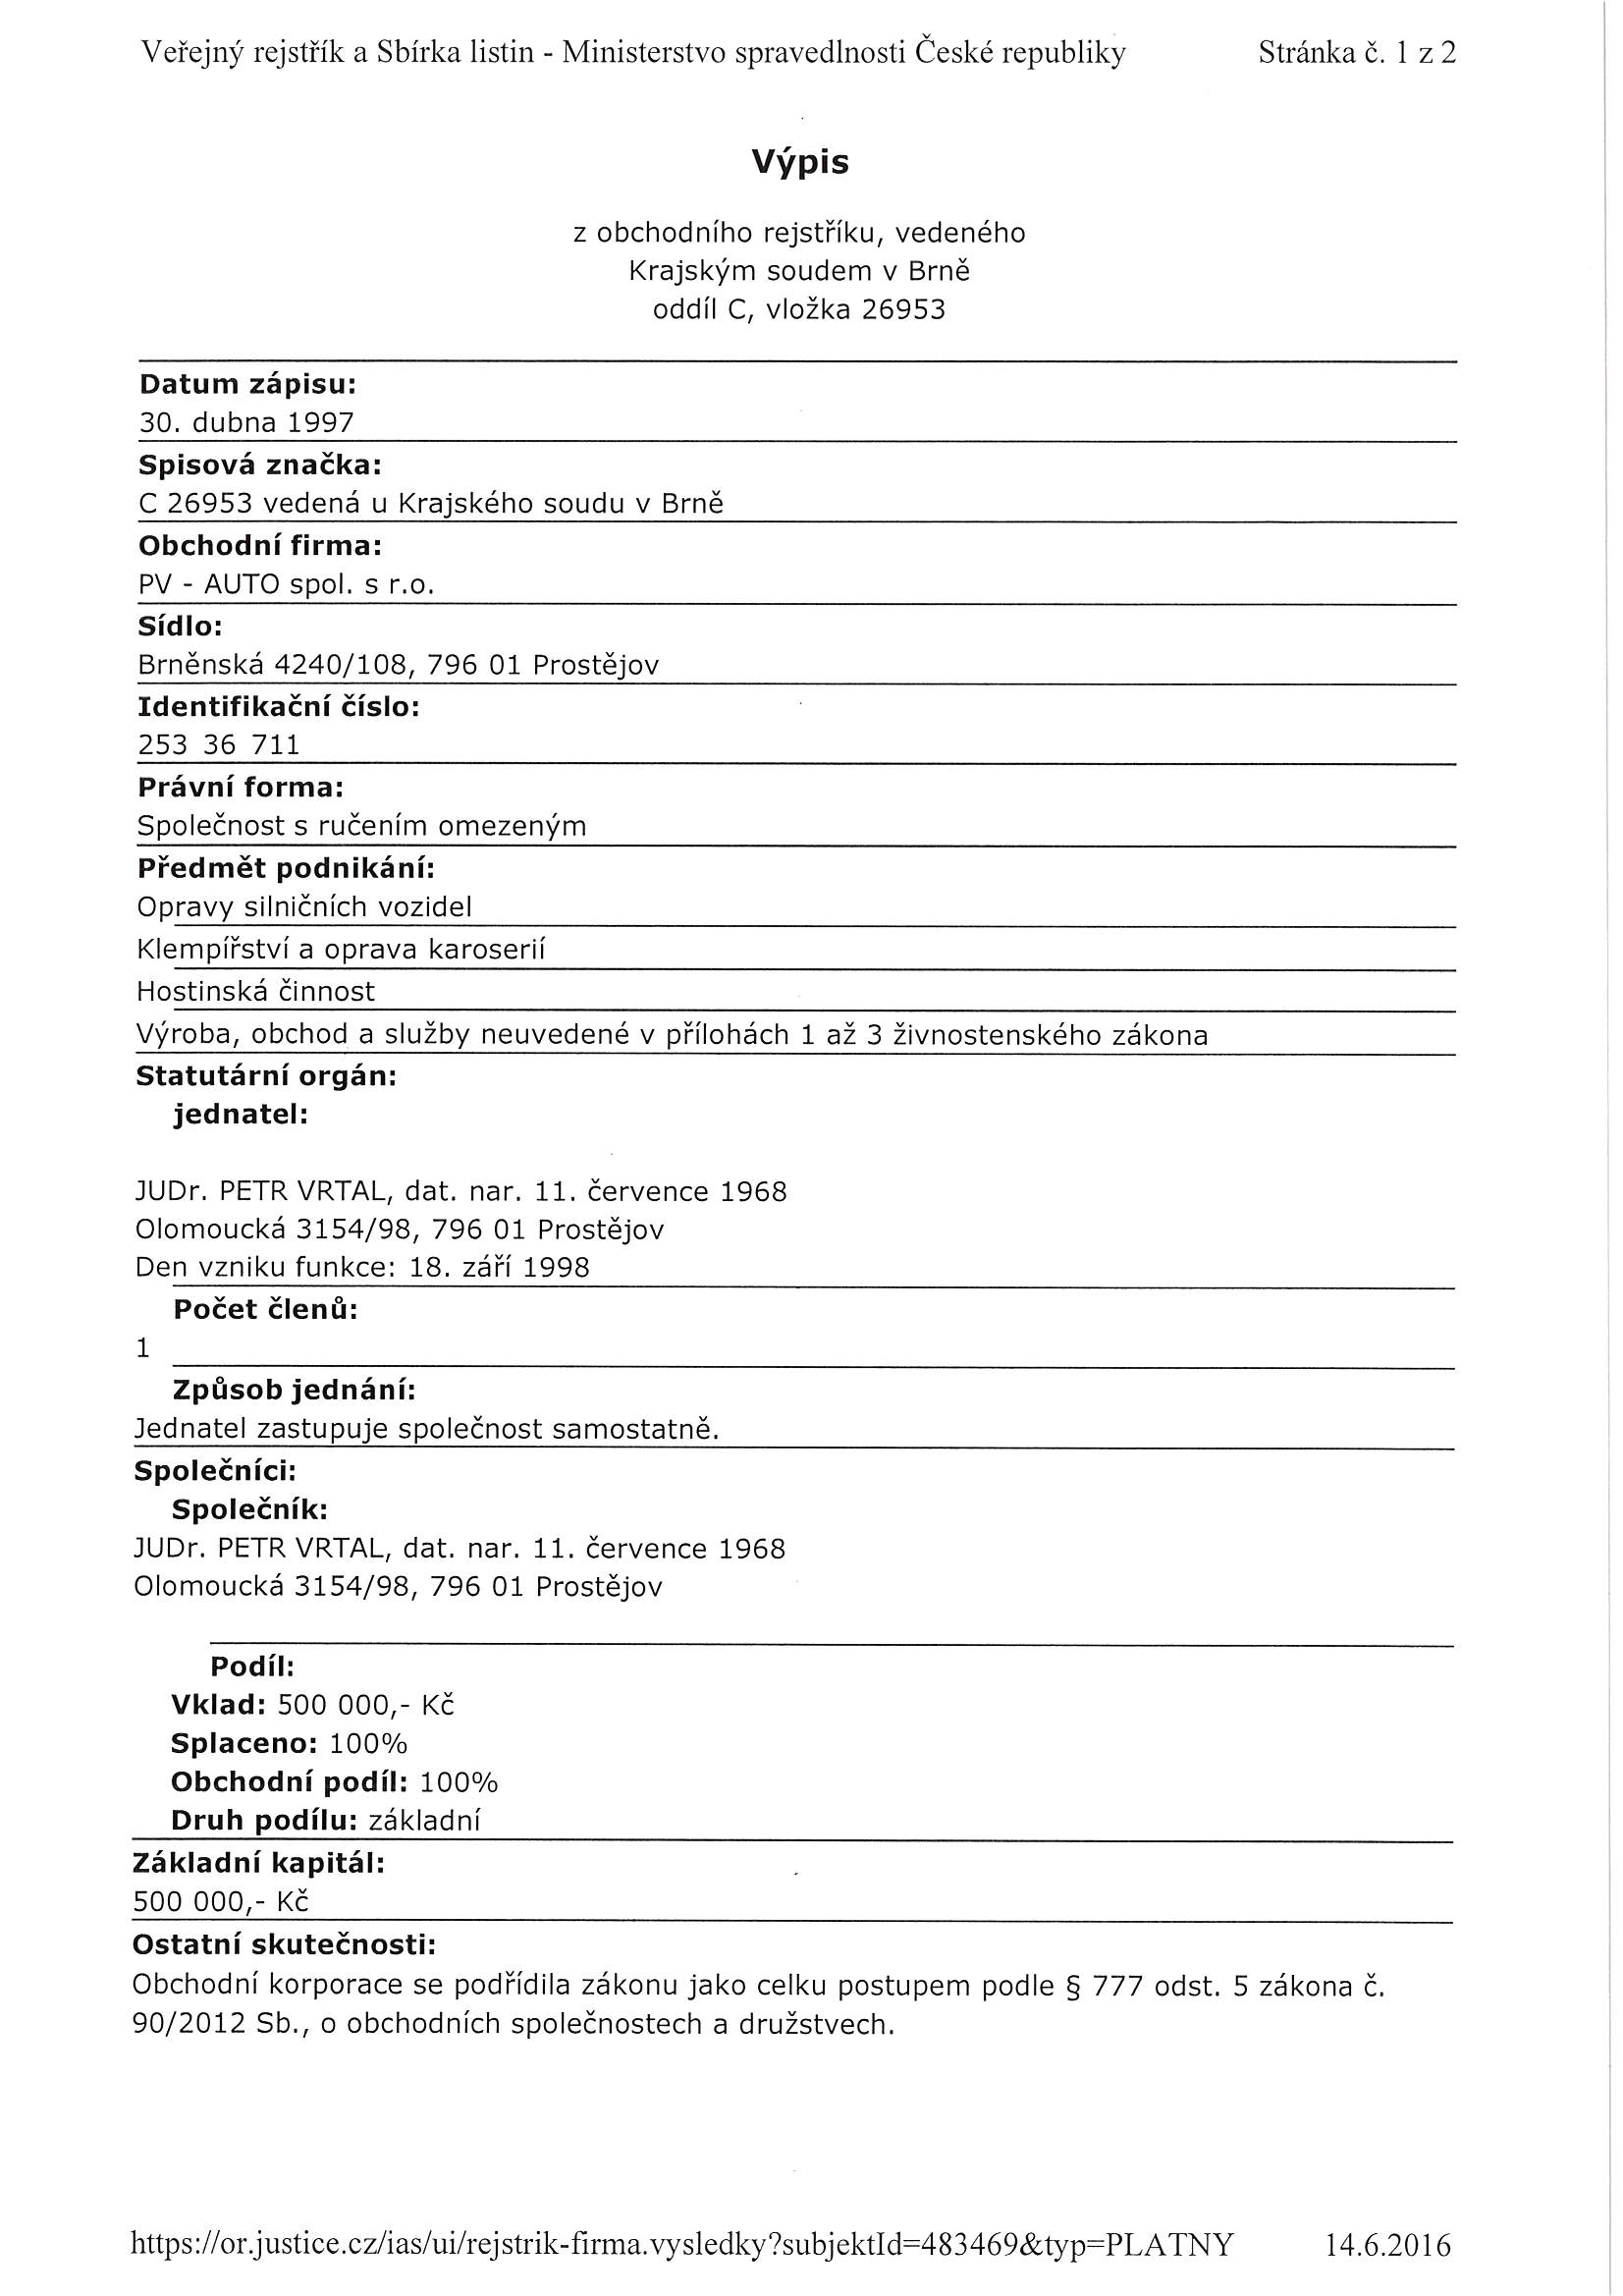 Veřejný rejstřík a Sbírka listin - Ministerstvo spravedlnosti České republiky Stránka č. 1 z 2
Výpis
z obchodního rejstříku, vedeného
Krajským soudem v Brně
oddíl C, vložka 26953
Datum zápisu:
30. dubna 1997
Spisová značka:
C 26953 vedená u Krajského soudu v Brně
Obchodní firma:
PV - AUTO spol. s r.o.
Sídlo:
Brněnská 4240/108, 796 01 Prostějov
Identifikační číslo:
253 36 711
Právní forma:
Společnost s ručením omezeným
Předmět podnikání:
Opravy silničních vozidel
Klempířství a oprava karoserií
Hostinská činnost
Výroba, obchod a služby neuvedené v přílohách 1 až 3 živnostenského zákona
Statutární orgán:
jednatel:
JUDr. PETR VRTAL, dat. nar. 11. července 1968
Olomoucká 3154/98, 796 01 Prostějov
Den vzniku funkce: 18. září 1998
Počet členů:
1
Způsob jednání:
Jednatel zastupuje společnost samostatně.
Společníci:
Společník:
JUDr. PETR VRTAL, dat. nar. 11. července 1968
Olomoucká 3154/98, 796 01 Prostějov
Podíl:
Vklad: 500 000,- Kč
Splaceno: 100%
Obchodní podíl: 100%
Druh podílu: základní
Základní kapitál:
500 000,- Kč
Ostatní skutečnosti:
Obchodní korporace se podřídila zákonu jako celku postupem podle § 777 odst. 5 zákona č.
90/2012 Sb., o obchodních společnostech a družstvech.
https://or.justice.cz/ias/ui/rejstrik-firma.vysledky?subjektId=483469&typ=PLATNY 14.6.2016